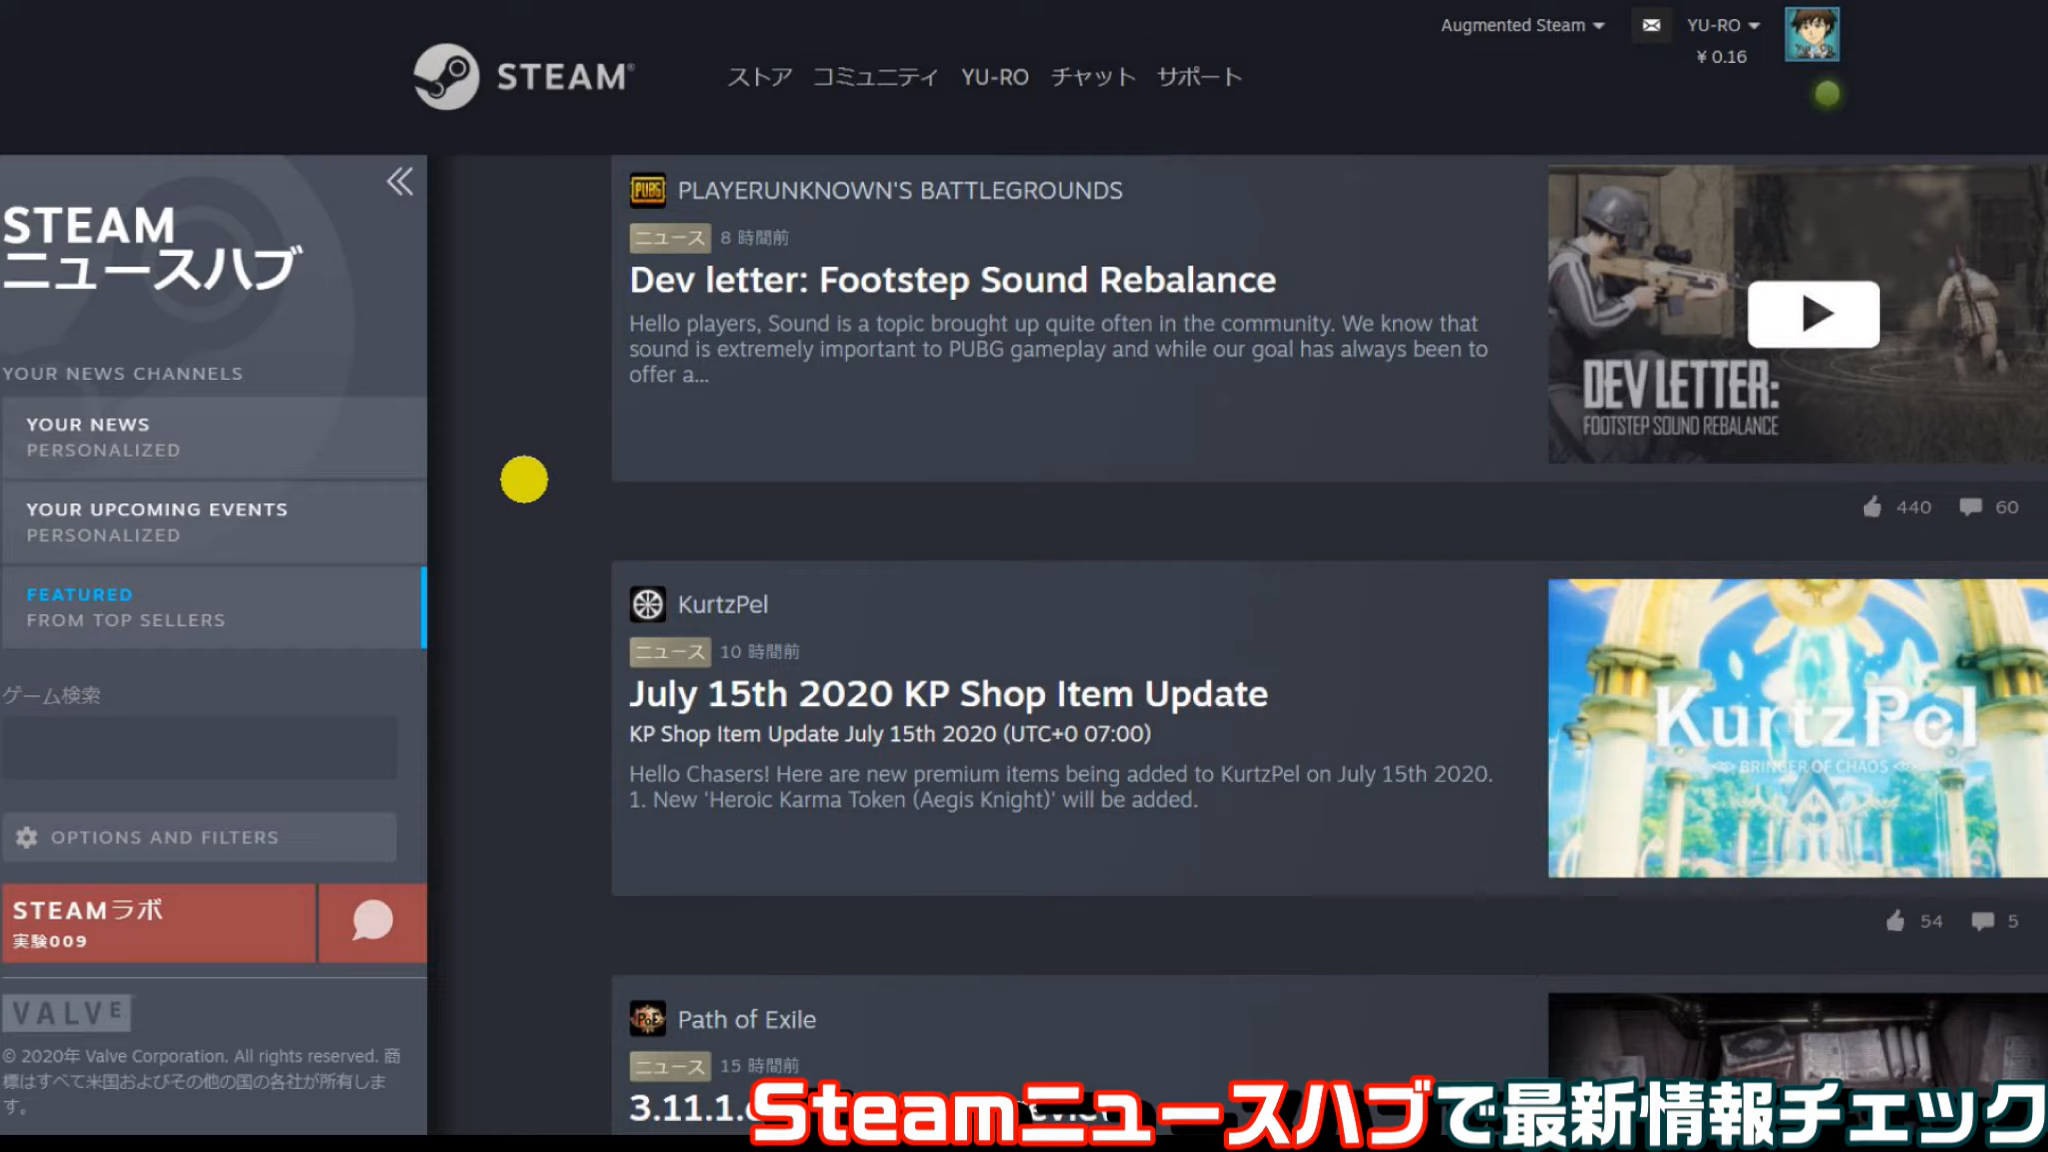 Augmented Steam
YU-RO
¥ 0.16
STEAM®
ストア コミュニティ YU-RO チャット サポート
STEAM
ニュースハブ
YOUR NEWS CHANNELS
YOUR NEWS
PERSONALIZED
YOUR UPCOMING EVENTS
PERSONALIZED
FEATURED
FROM TOP SELLERS
ゲーム検索
OPTIONS AND FILTERS
STEAMラボ
実験009
VALVE
© 2020年 Valve Corporation. All rights reserved. 商
標はすべて米国およびその他の国の各社が所有しま
す。
PUBG
PLAYERUNKNOWN'S BATTLEGROUNDS
ニュース 8 時間前
Dev letter: Footstep Sound Rebalance
Hello players, Sound is a topic brought up quite often in the community. We know that
sound is extremely important to PUBG gameplay and while our goal has always been to
offer a...
DEV LETTER:
FOOTSTEP SOUND REBALANCE
440 60
KurtzPel
ニュース 10 時間前
July 15th 2020 KP Shop Item Update
KP Shop Item Update July 15th 2020 (UTC+0 07:00)
Hello Chasers! Here are new premium items being added to KurtzPel on July 15th 2020.
1. New 'Heroic Karma Token (Aegis Knight)' will be added.
KurtzPel
BRINGER OF CHAOS
54 5
PoE
Path of Exile
ニュース 15 時間前
3.11.1.
Steamニュースハブで最新情報チェック